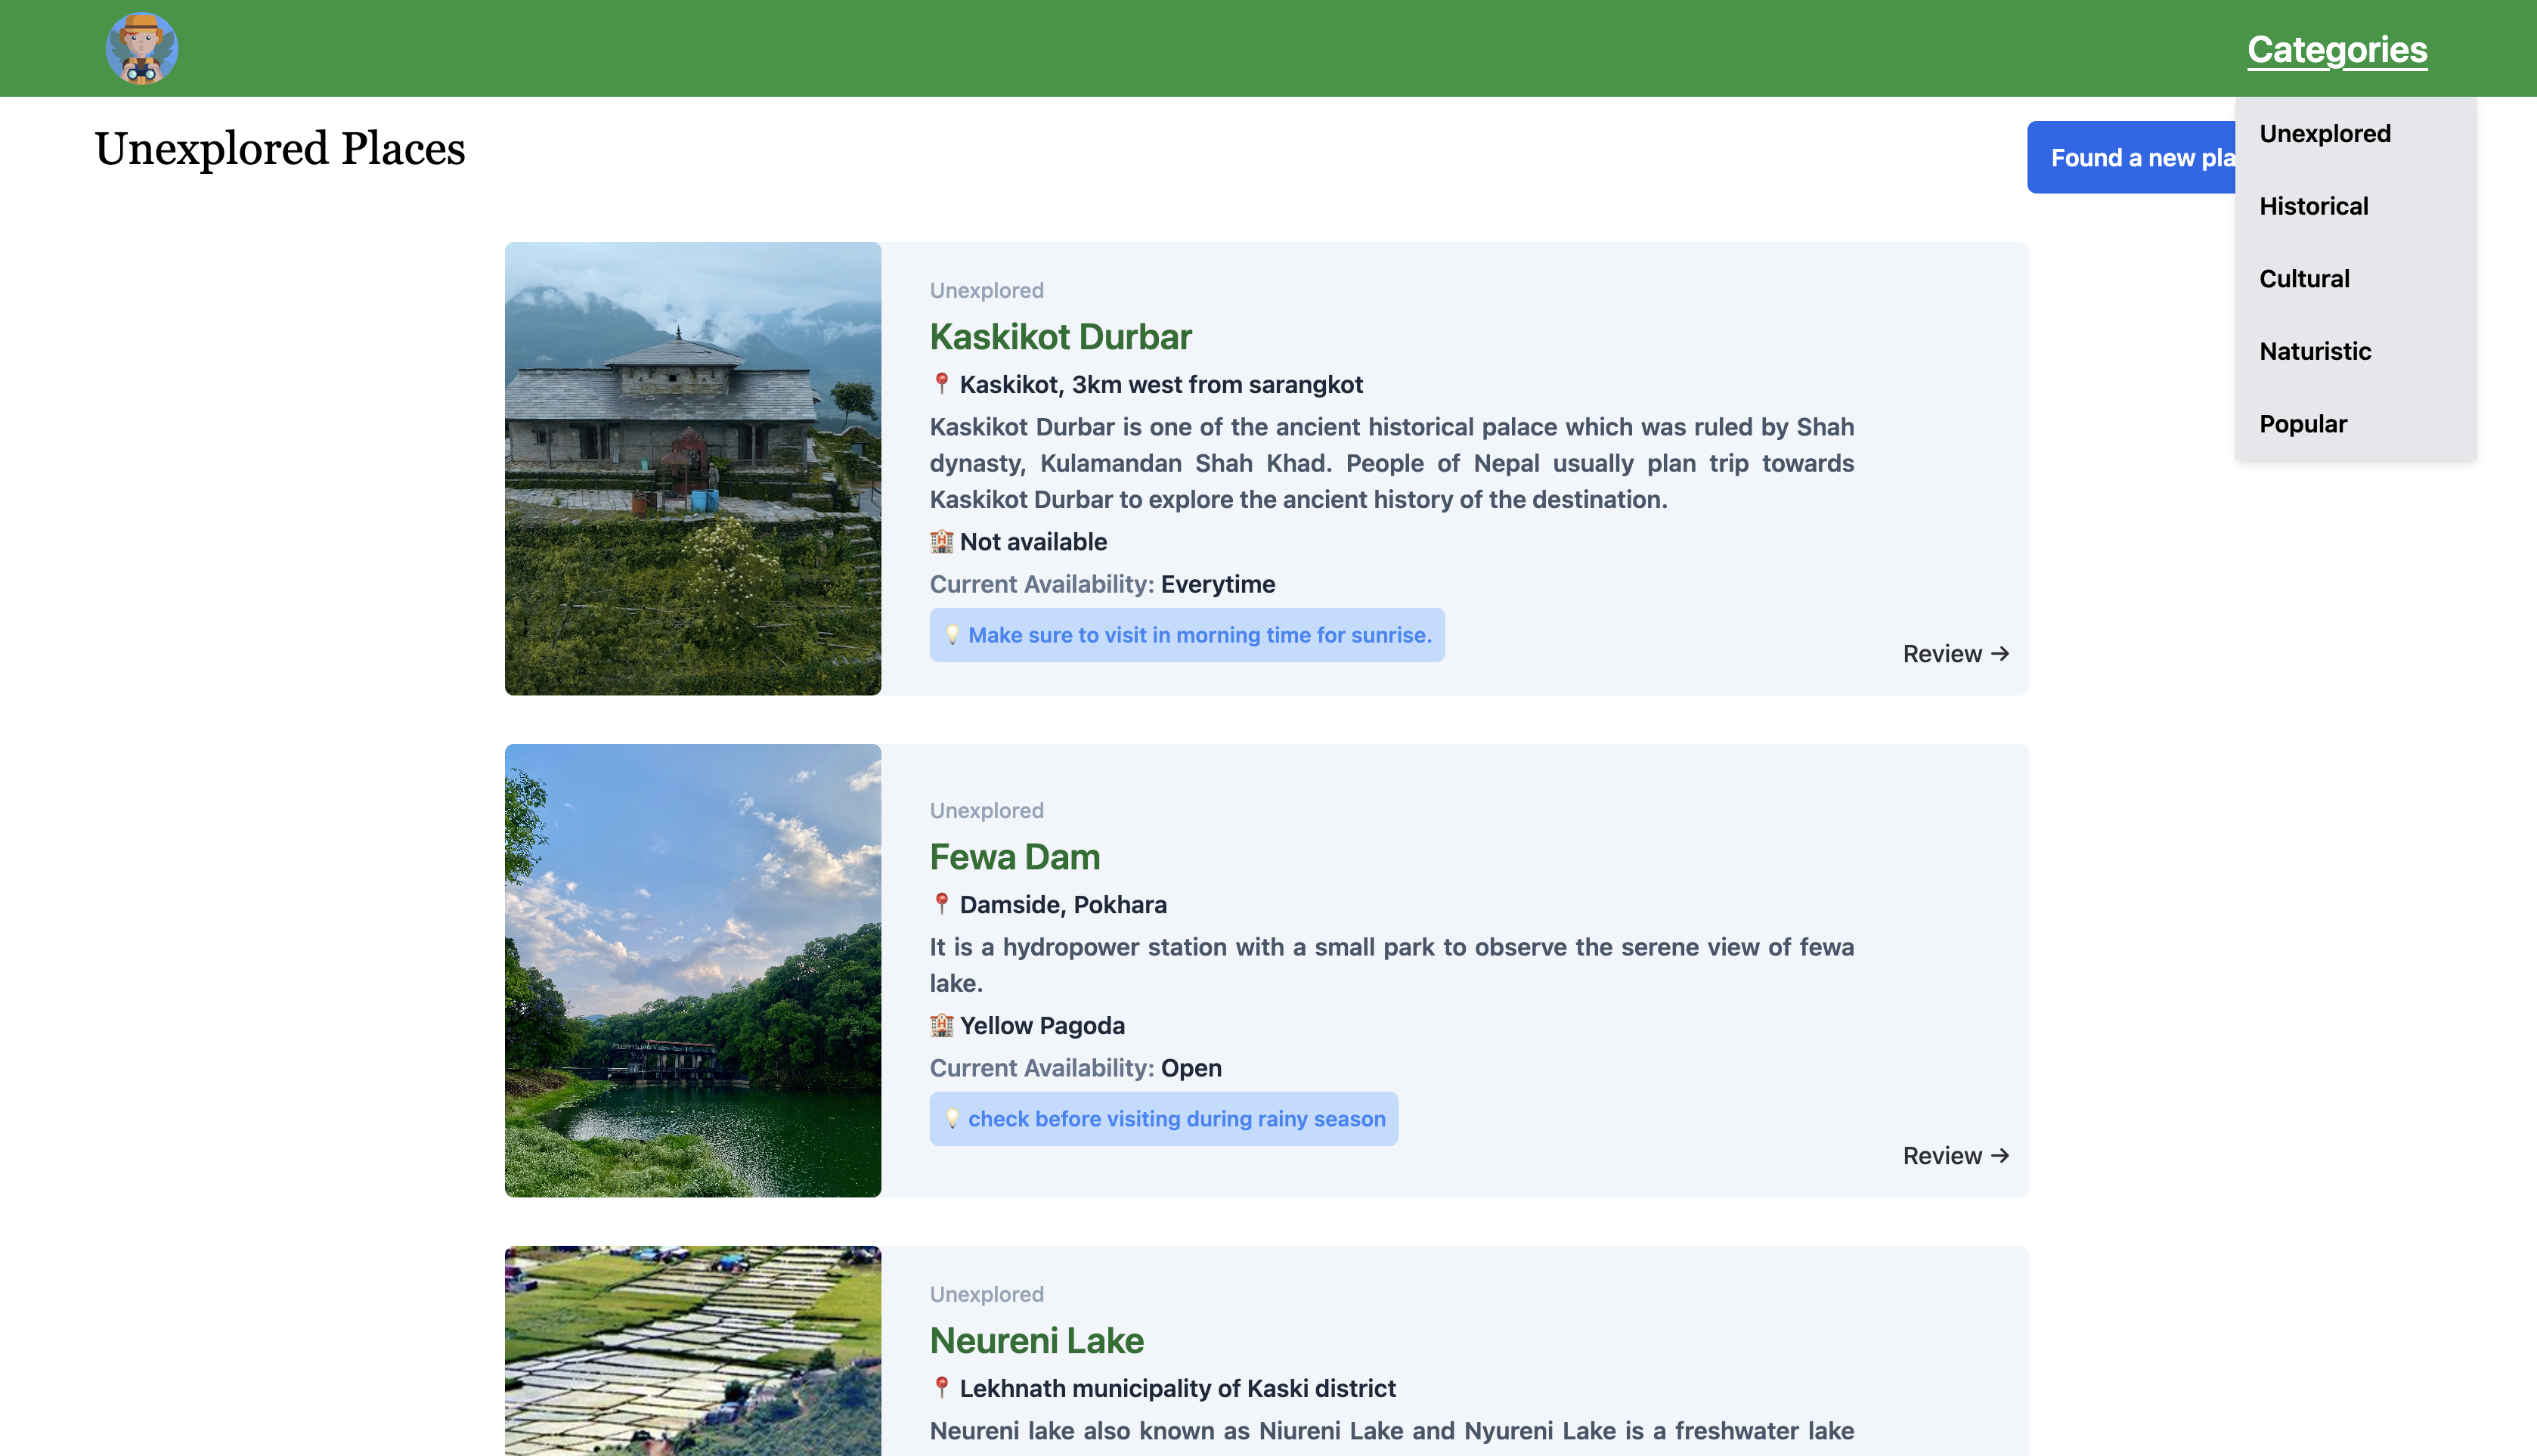 Categories
Unexplored Places
Found a new pla
Unexplored
Historical
Cultural
Naturistic
Popular
Unexplored
Kaskikot Durbar
📍 Kaskikot, 3km west from sarangkot
Kaskikot Durbar is one of the ancient historical palace which was ruled by Shah
dynasty, Kulamandan Shah Khad. People of Nepal usually plan trip towards
Kaskikot Durbar to explore the ancient history of the destination.
🏩 Not available
Current Availability: Everytime
💡 Make sure to visit in morning time for sunrise.
Review →
Unexplored
Fewa Dam
📍 Damside, Pokhara
It is a hydropower station with a small park to observe the serene view of fewa
lake.
🏩 Yellow Pagoda
Current Availability: Open
💡 check before visiting during rainy season
Review →
Unexplored
Neureni Lake
📍 Lekhnath municipality of Kaski district
Neureni lake also known as Niureni Lake and Nyureni Lake is a freshwater lake